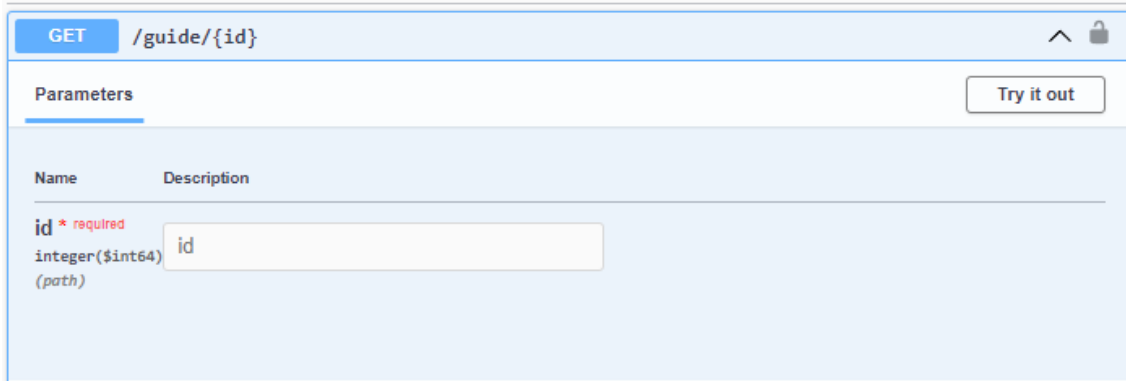 GET /guide/{id}
Parameters
Try it out
Name Description
id * required
integer($int64)
(path)
id